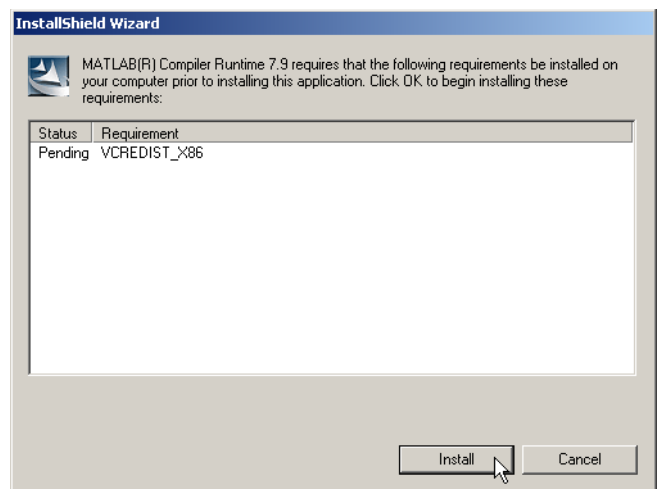 InstallShield Wizard
MATLAB(R) Compiler Runtime 7.9 requires that the following requirements be installed on
your computer prior to installing this application. Click OK to begin installing these
requirements:
Status Requirement
Pending VCREDIST_X86
Install Cancel